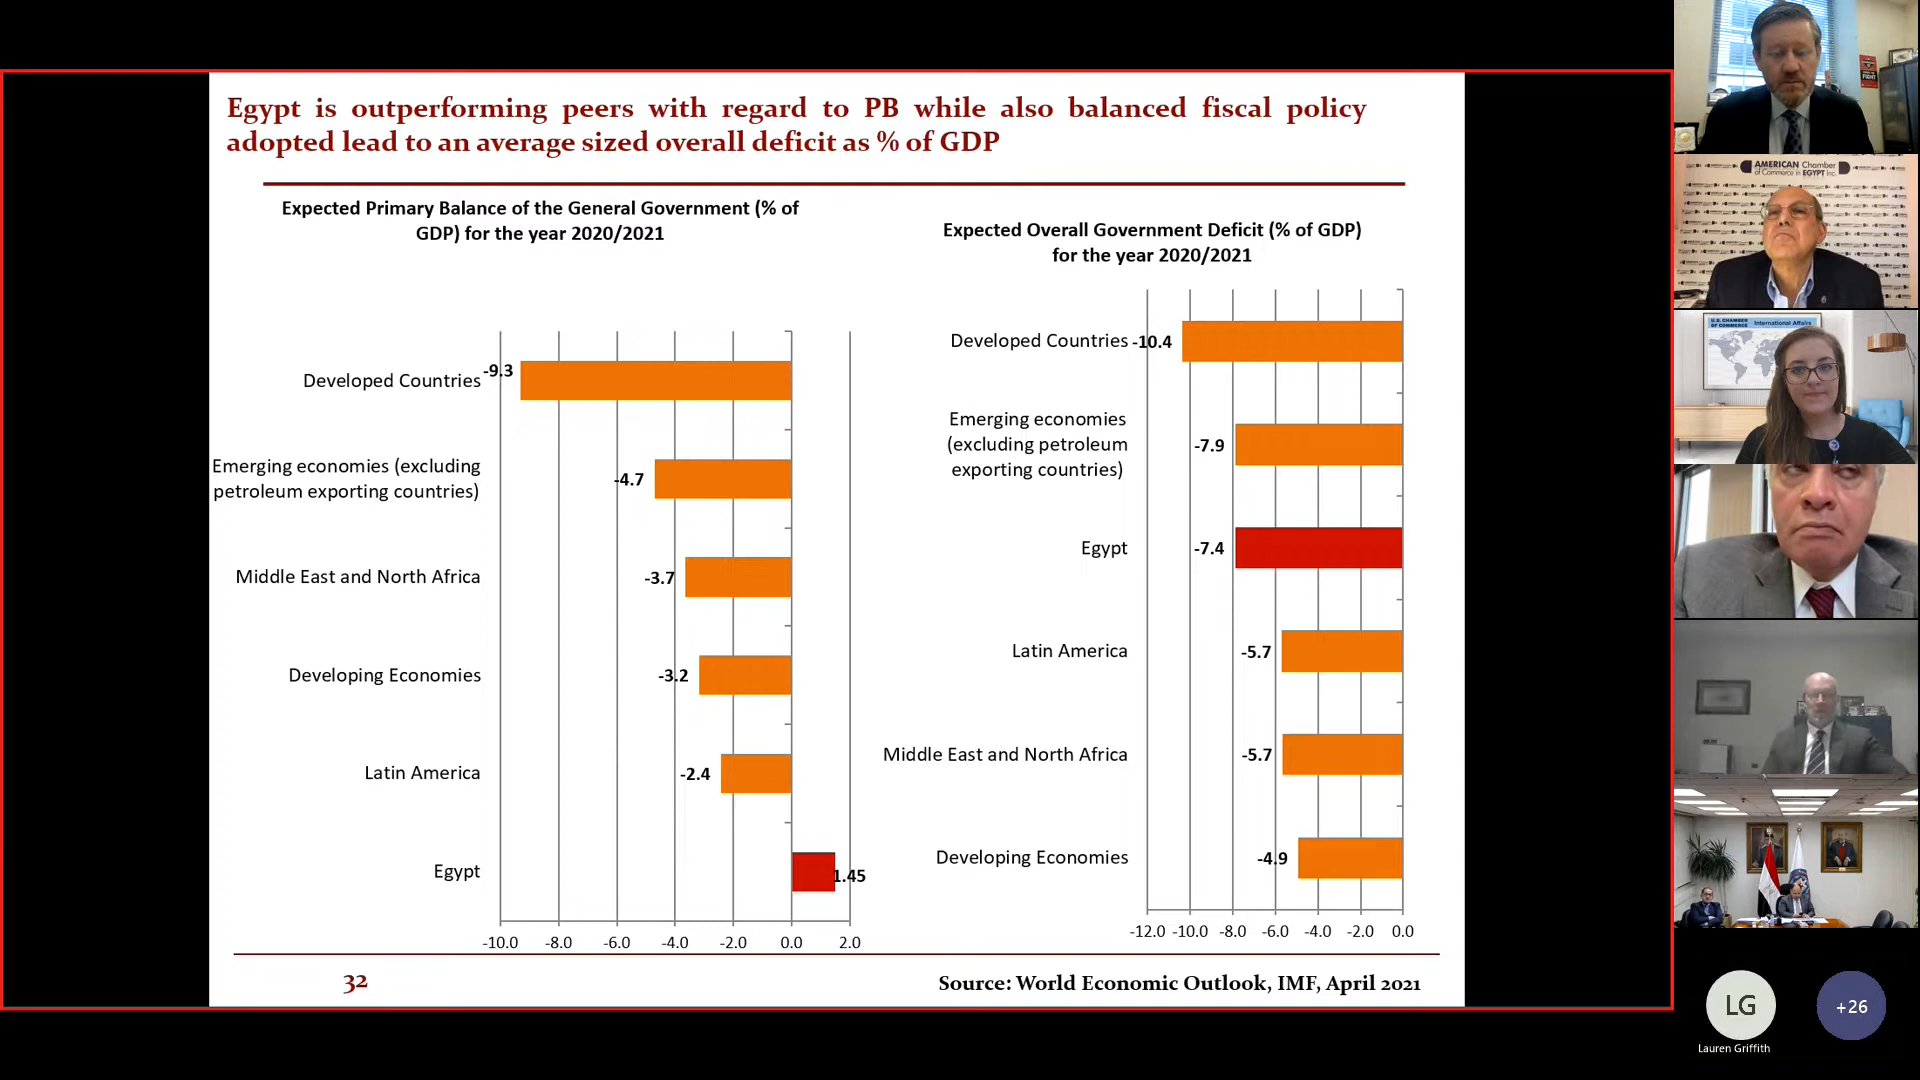 Egypt is outperforming peers with regard to PB while also balanced fiscal policy
adopted lead to an average sized overall deficit as % of GDP
Expected Primary Balance of the General Government (% of
GDP) for the year 2020/2021
Developed Countries
-9.3
Emerging economies (excluding
petroleum exporting countries)
-4.7
Middle East and North Africa
-3.7
Developing Economies
-3.2
Latin America
-2.4
Egypt
1.45
-10.0 -8.0 -6.0 -4.0 -2.0 0.0 2.0
Expected Overall Government Deficit (% of GDP)
for the year 2020/2021
Developed Countries
-10.4
Emerging economies
(excluding petroleum
exporting countries)
-7.9
Egypt
-7.4
Latin America
-5.7
Middle East and North Africa
-5.7
Developing Economies
-4.9
-12.0 -10.0 -8.0 -6.0 -4.0 -2.0 0.0
32
Source: World Economic Outlook, IMF, April 2021
FIGHT
AMERICAN Chamber
of Commerce in EGYPT Inc.
U.S. CHAMBER
OF COMMERCE
International Affairs
LG
+26
Lauren Griffith